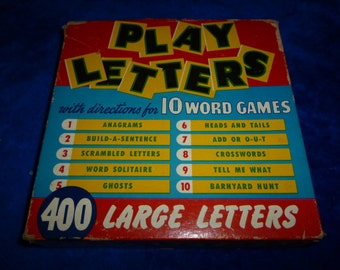 PLAY
LETTERS
with directions for 10 WORD GAMES
1 ANAGRAMS
2 BUILD-A-SENTENCE
3 SCRAMBLED LETTERS
4 WORD SOLITAIRE
5 GHOSTS
6 HEADS AND TAILS
7 ADD OR O-U-T
8 CROSSWORDS
9 TELL ME WHAT
10 BARNYARD HUNT
400 LARGE LETTERS